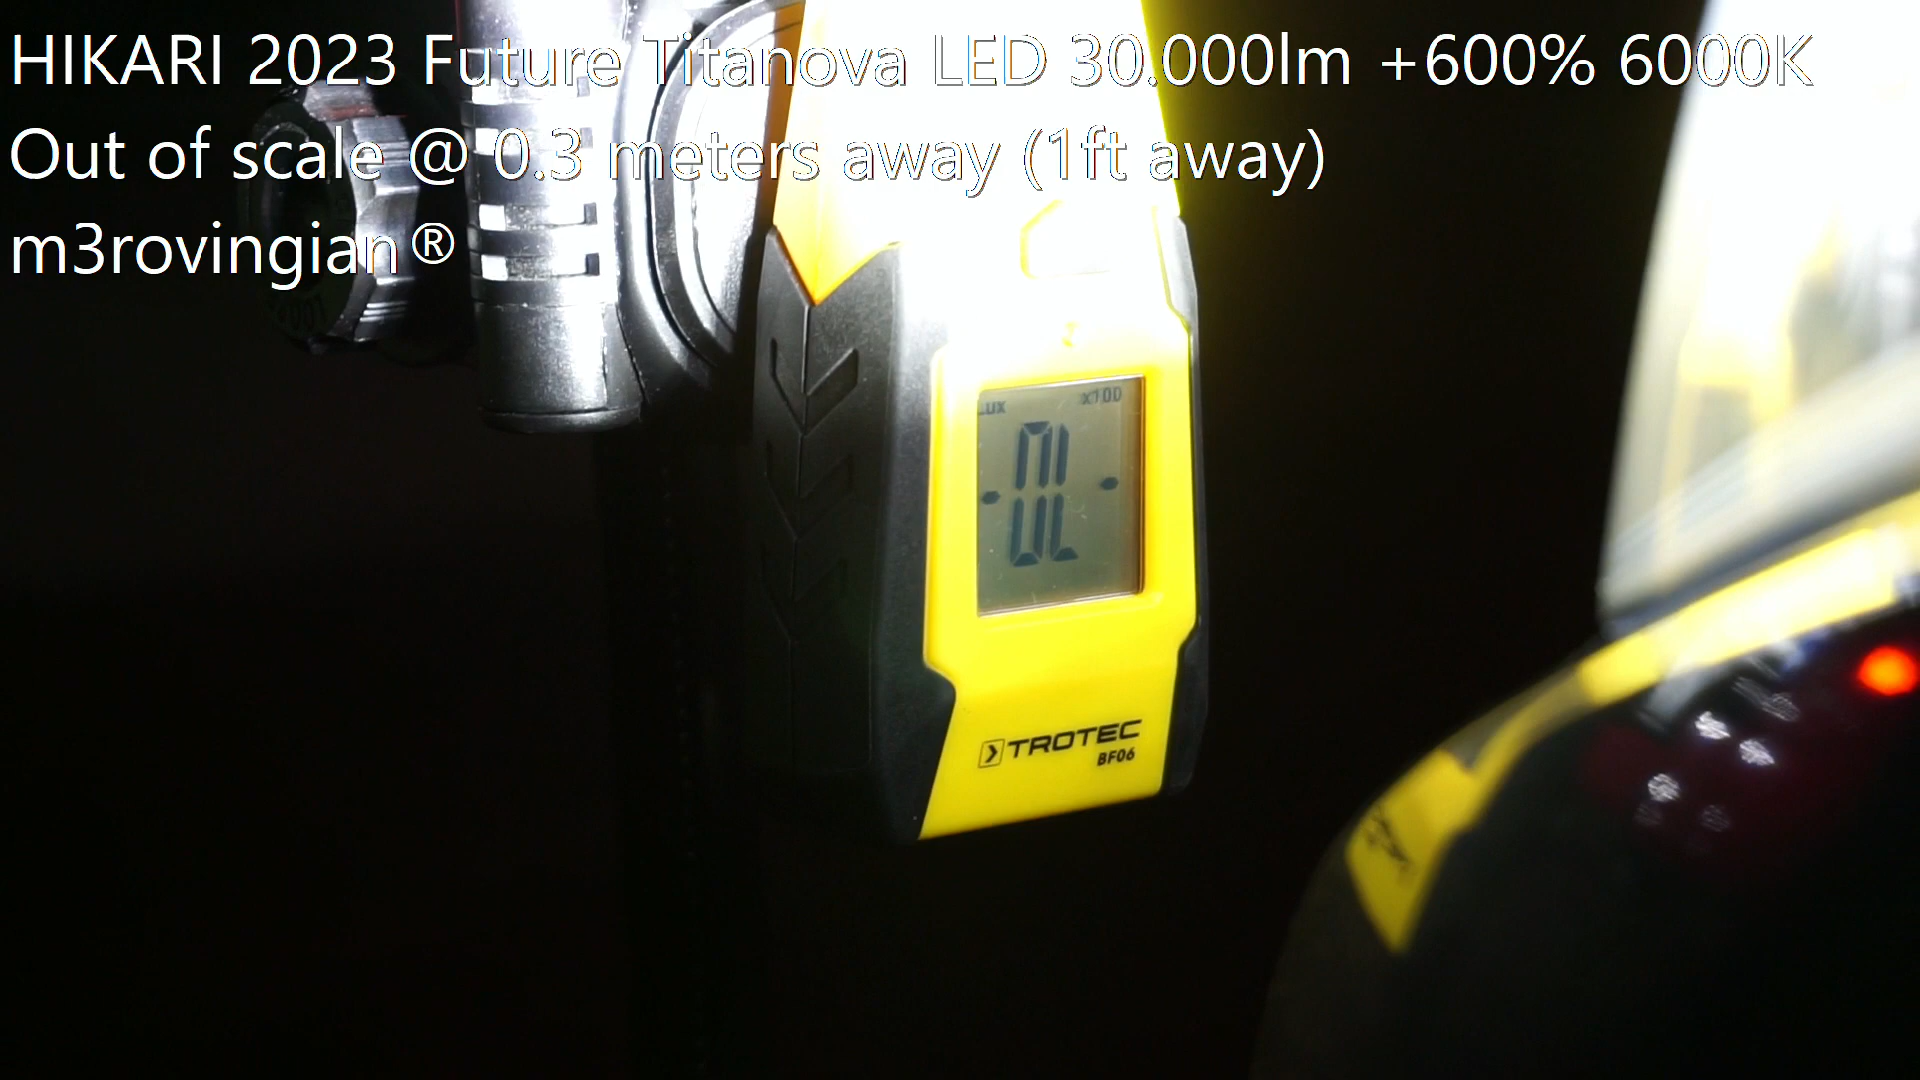 HIKARI 2023 Future Titanova LED 30.000lm +600% 6000K
Out of scale @ 0.3 meters away (1ft away)
m3rovingian®
LUX x100
OL
TROTEC
BF06